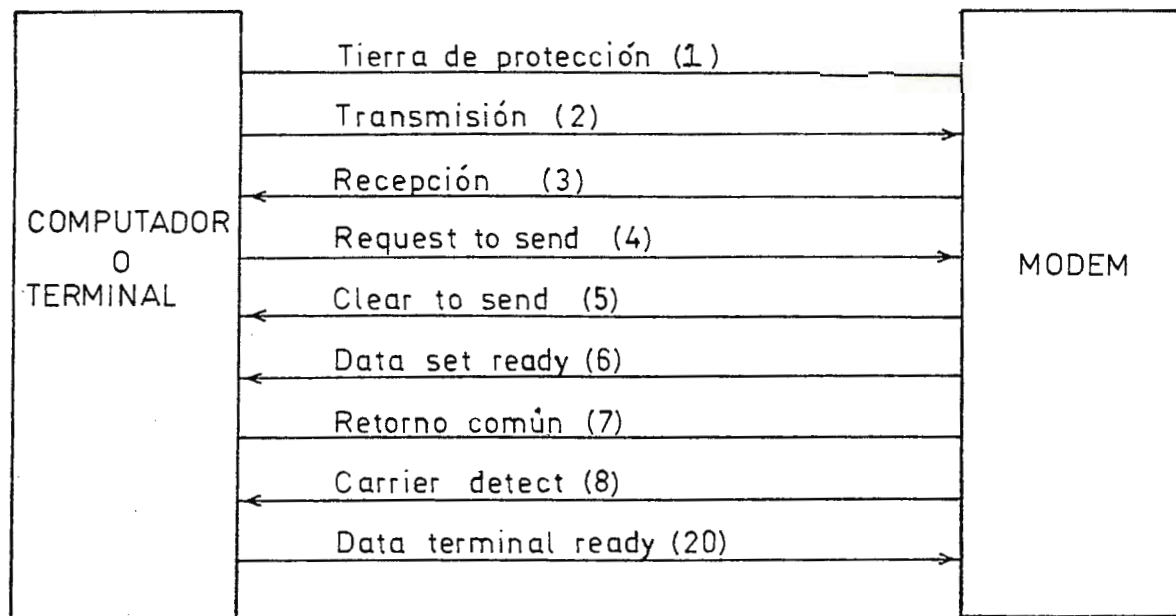 Tierra de protección (1)
Transmisión (2)
Recepción (3)
Request to send (4)
Clear to send (5)
Data set ready (6)
Retorno común (7)
Carrier detect (8)
Data terminal ready (20)
COMPUTADOR
O
TERMINAL
MODEM